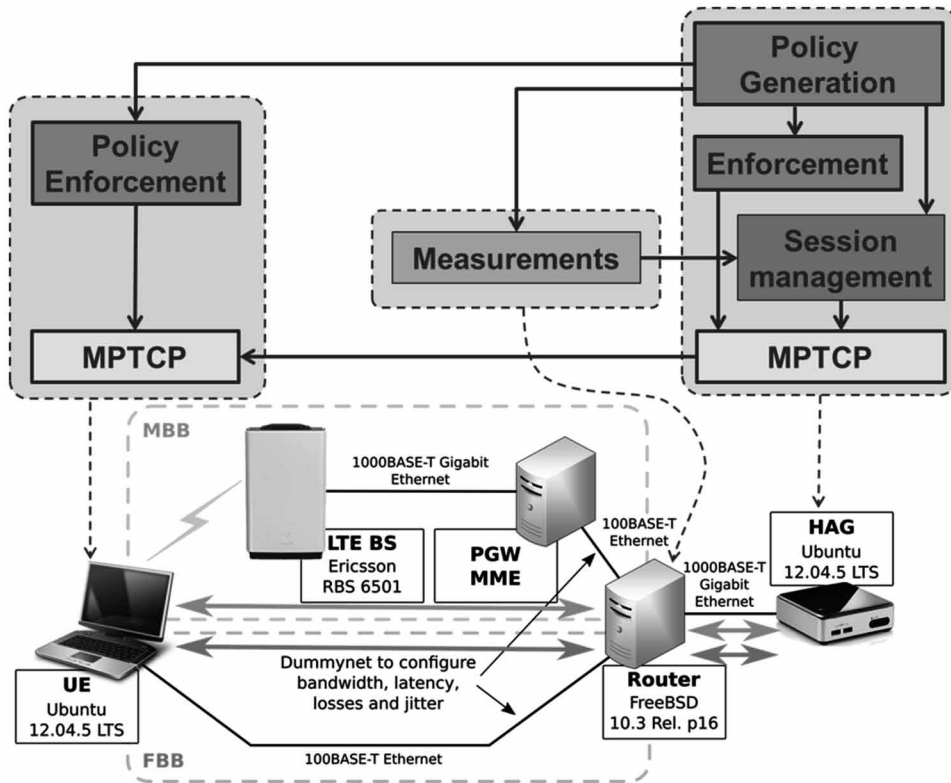 Policy
Generation
Policy
Enforcement
Enforcement
Measurements
Session
management
MPTCP
MPTCP
MBB
1000BASE-T Gigabit
Ethernet
100BASE-T
Ethernet
LTE BS
Ericsson
RBS 6501
PGW
MME
HAG
Ubuntu
12.04.5 LTS
1000BASE-T
Gigabit
Ethernet
Dummynet to configure
bandwidth, latency,
losses and jitter
UE
Ubuntu
12.04.5 LTS
Router
FreeBSD
10.3 Rel. p16
100BASE-T Ethernet
FBB